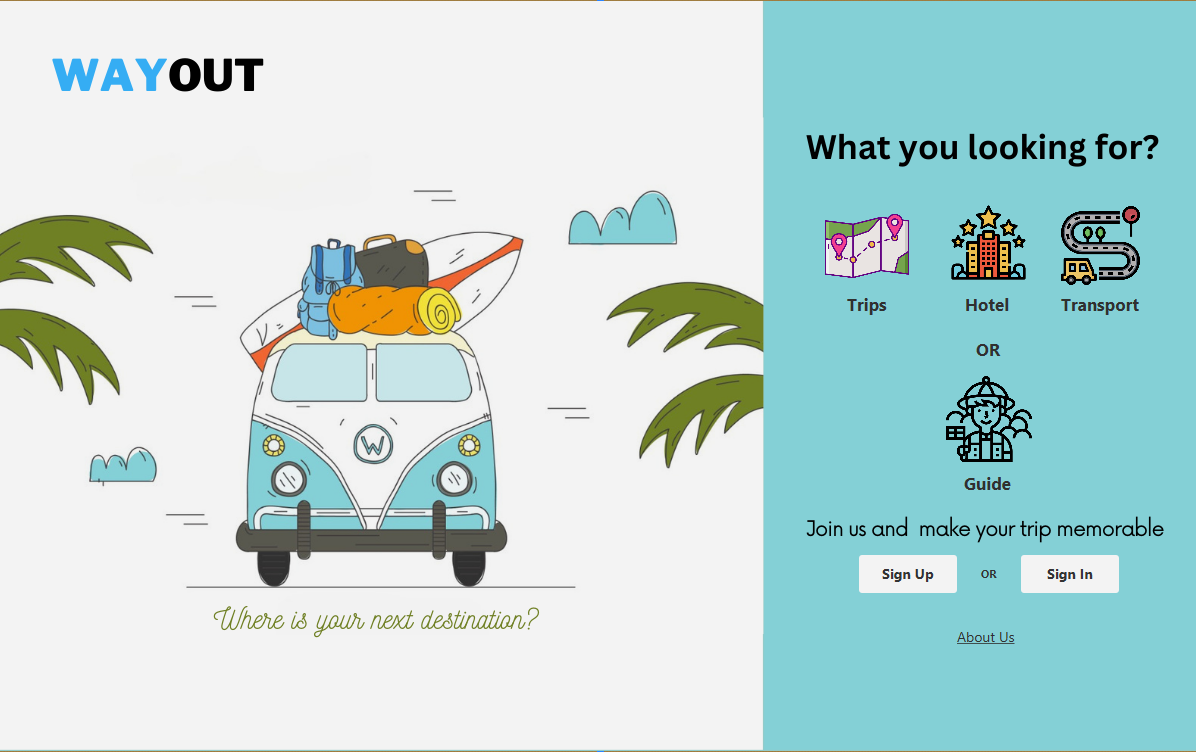 WAYOUT
W
Where is your next destination?
What you looking for?
Trips Hotel Transport
OR
Guide
Join us and make your trip memorable
Sign Up OR Sign In
About Us